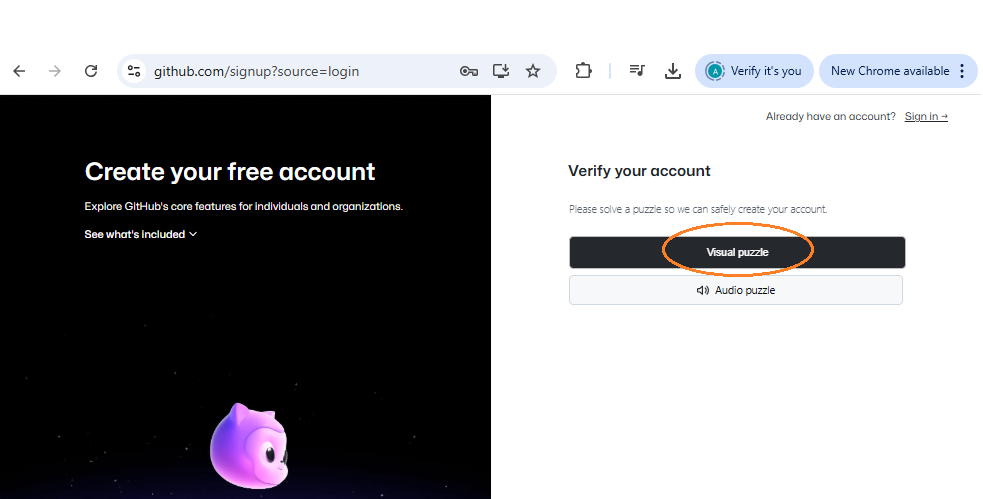 github.com/signup?source=login
Verify it's you
New Chrome available
Already have an account? Sign in →
Create your free account
Explore GitHub's core features for individuals and organizations.
See what's included
Verify your account
Please solve a puzzle so we can safely create your account.
Visual puzzle
Audio puzzle